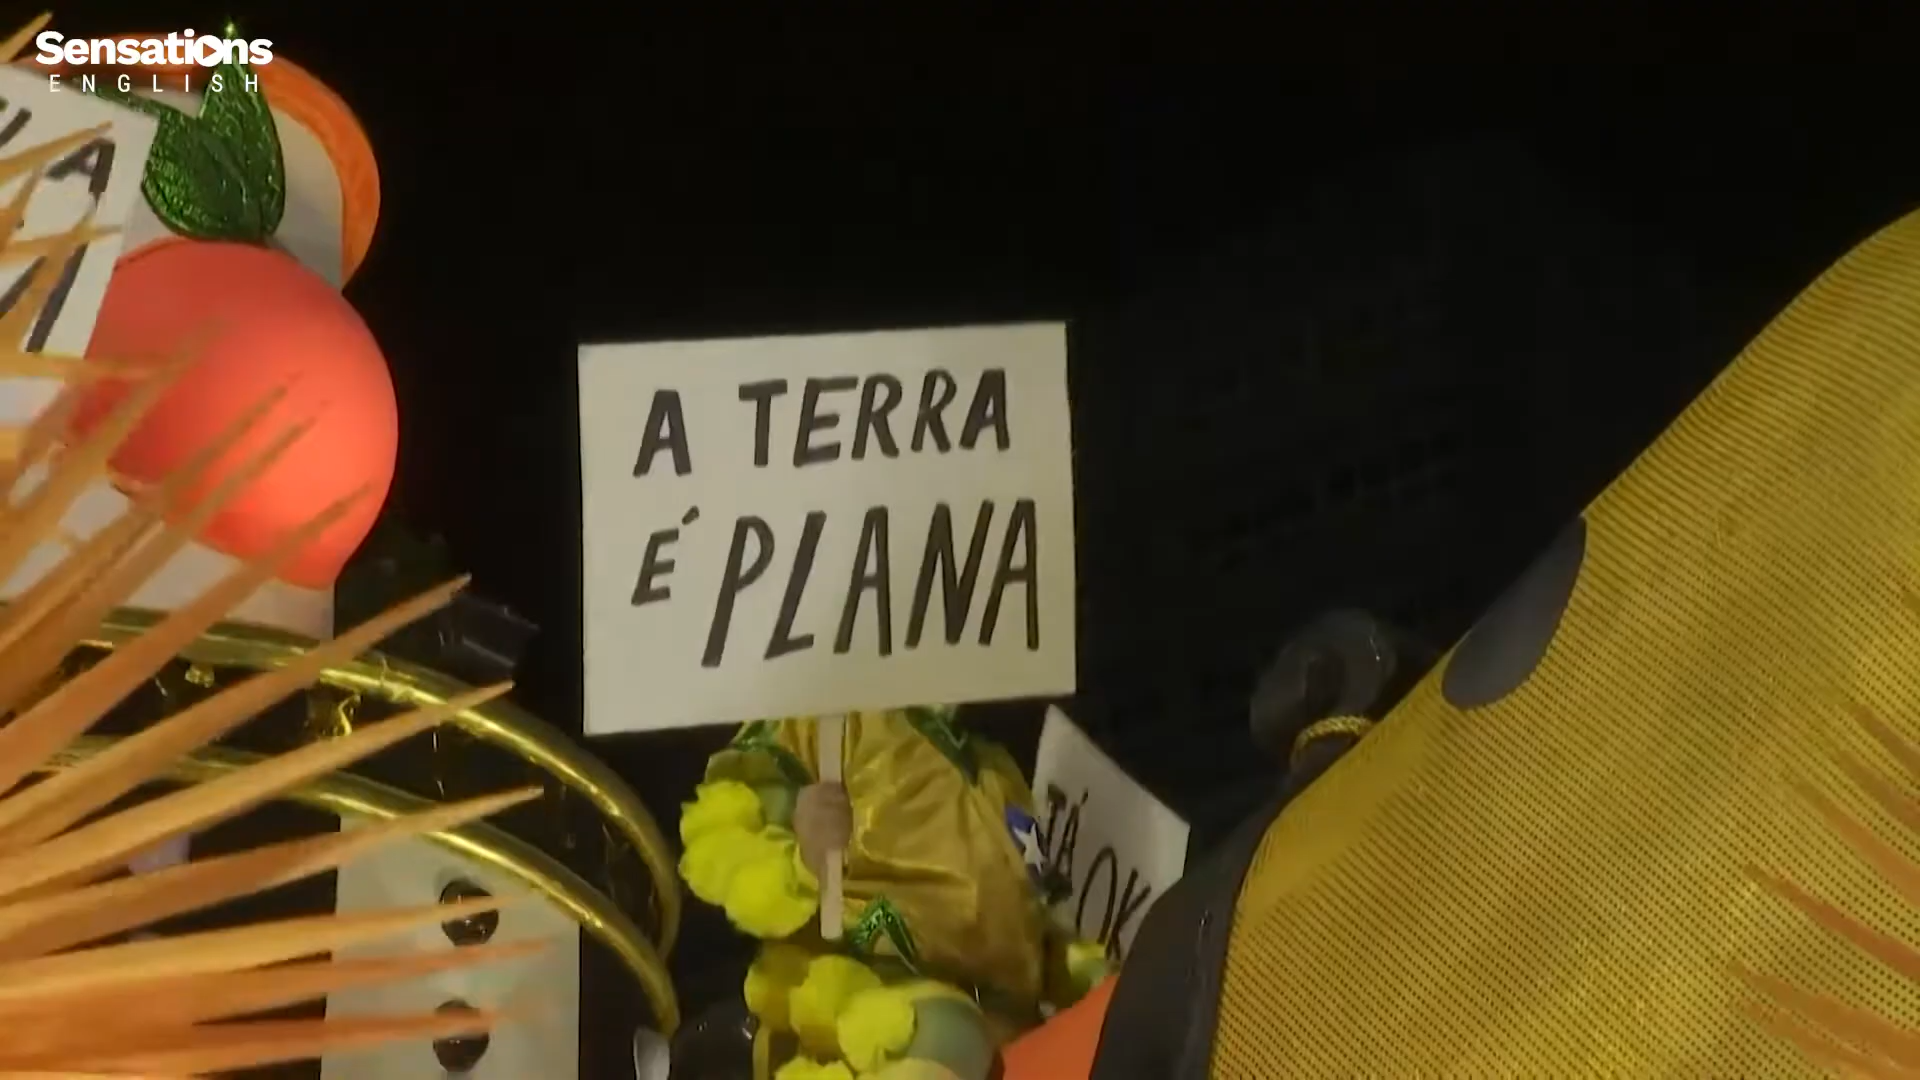 Sensations
ENGLISH
A TERRA
É PLANA
TÁ
OK